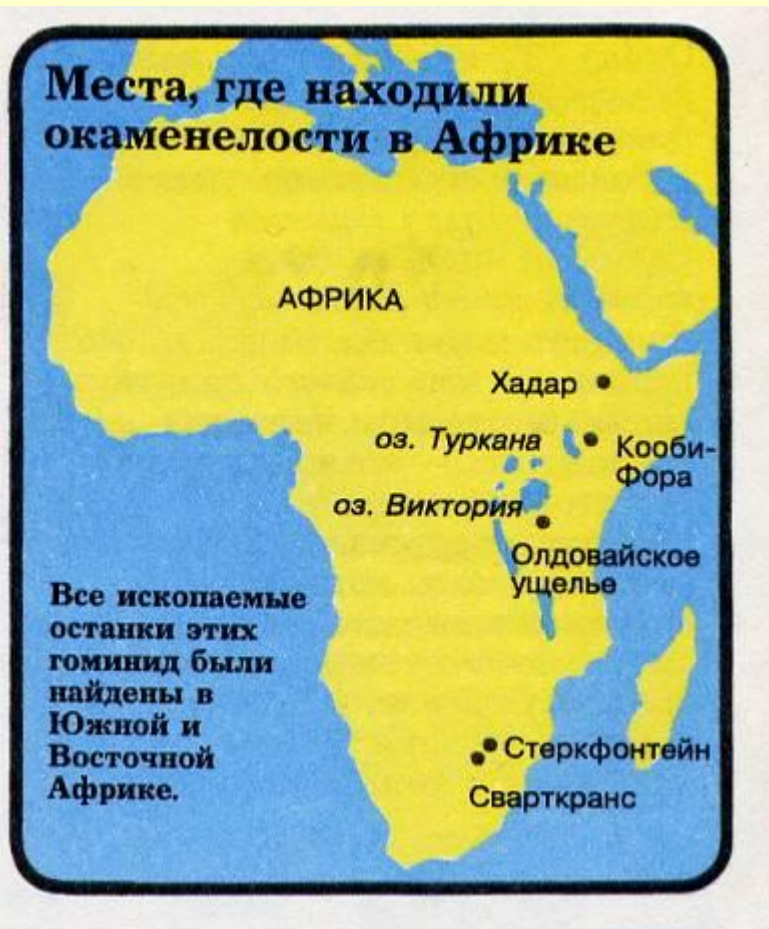 Места, где находили
окаменелости в Африке
АФРИКА
Хадар
оз. Туркана
Кооби-
Фора
оз. Виктория
Олдовайское
ущелье
Все ископаемые
останки этих
гоминид были
найдены в
Южной и
Восточной
Африке.
Стеркфонтейн
Сварткранс